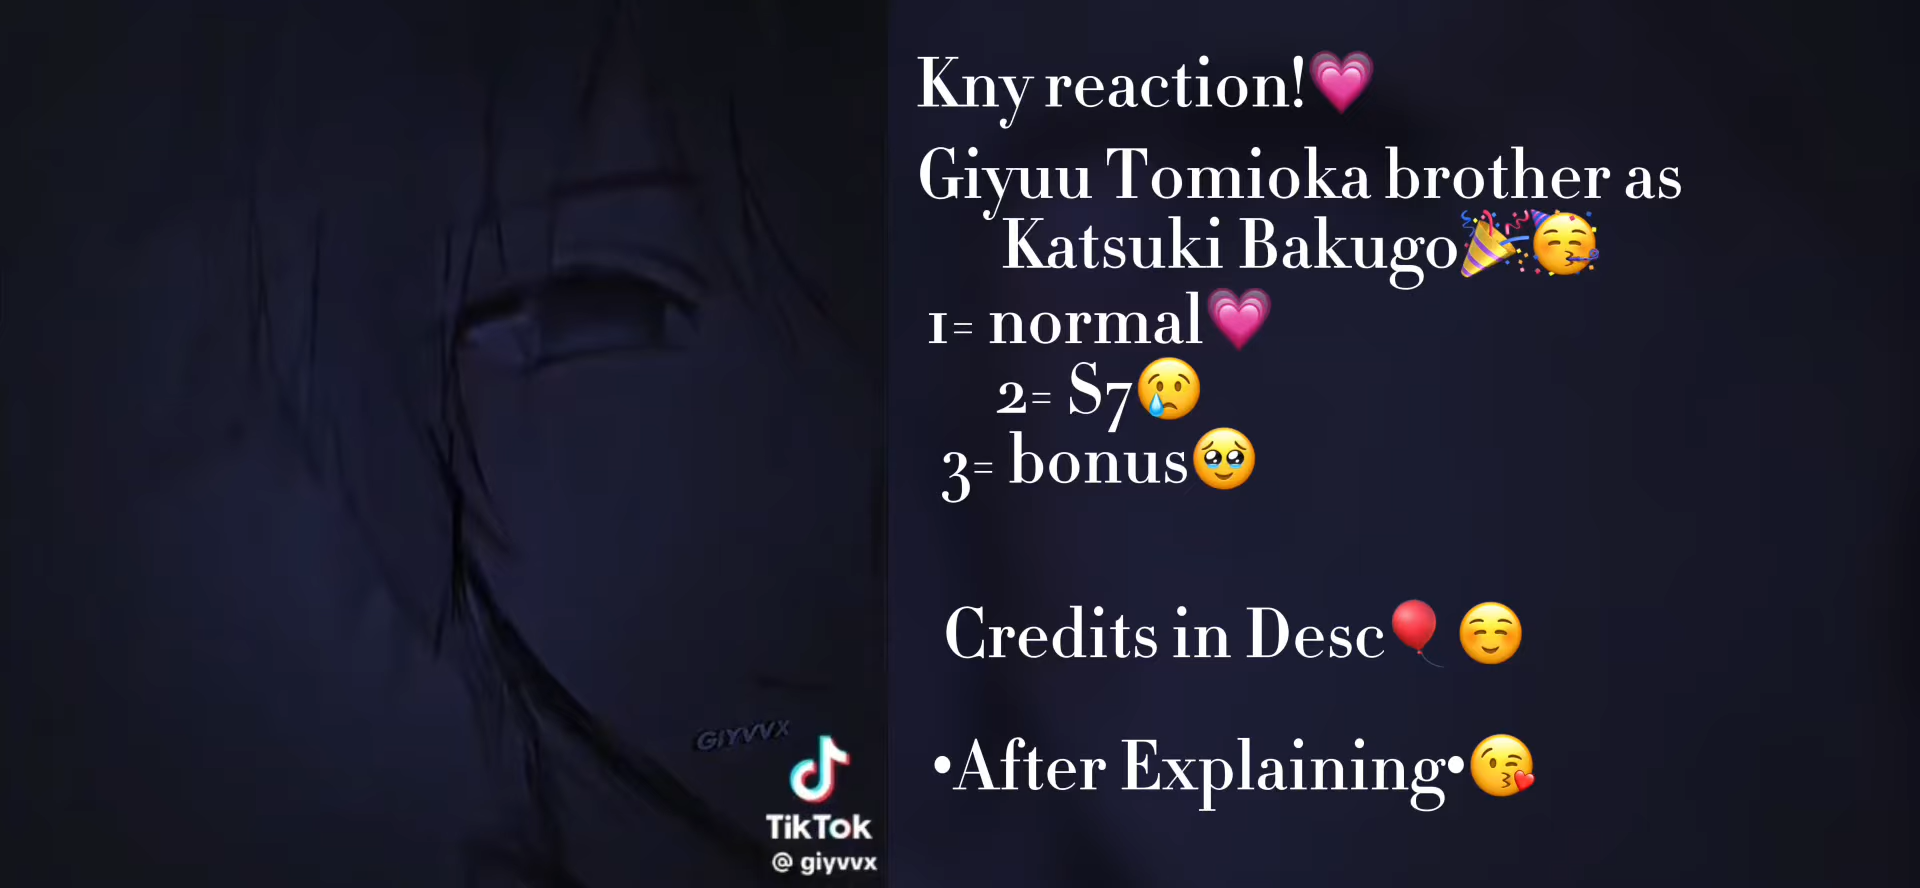 Kny reaction!💗
Giyuu Tomioka brother as
Katsuki Bakugo🎉🥳
1= normal💗
2= S7😢
3= bonus🥹
Credits in Desc🎈☺️
•After Explaining•😘
GIYVVX
TikTok
@ giyvvx